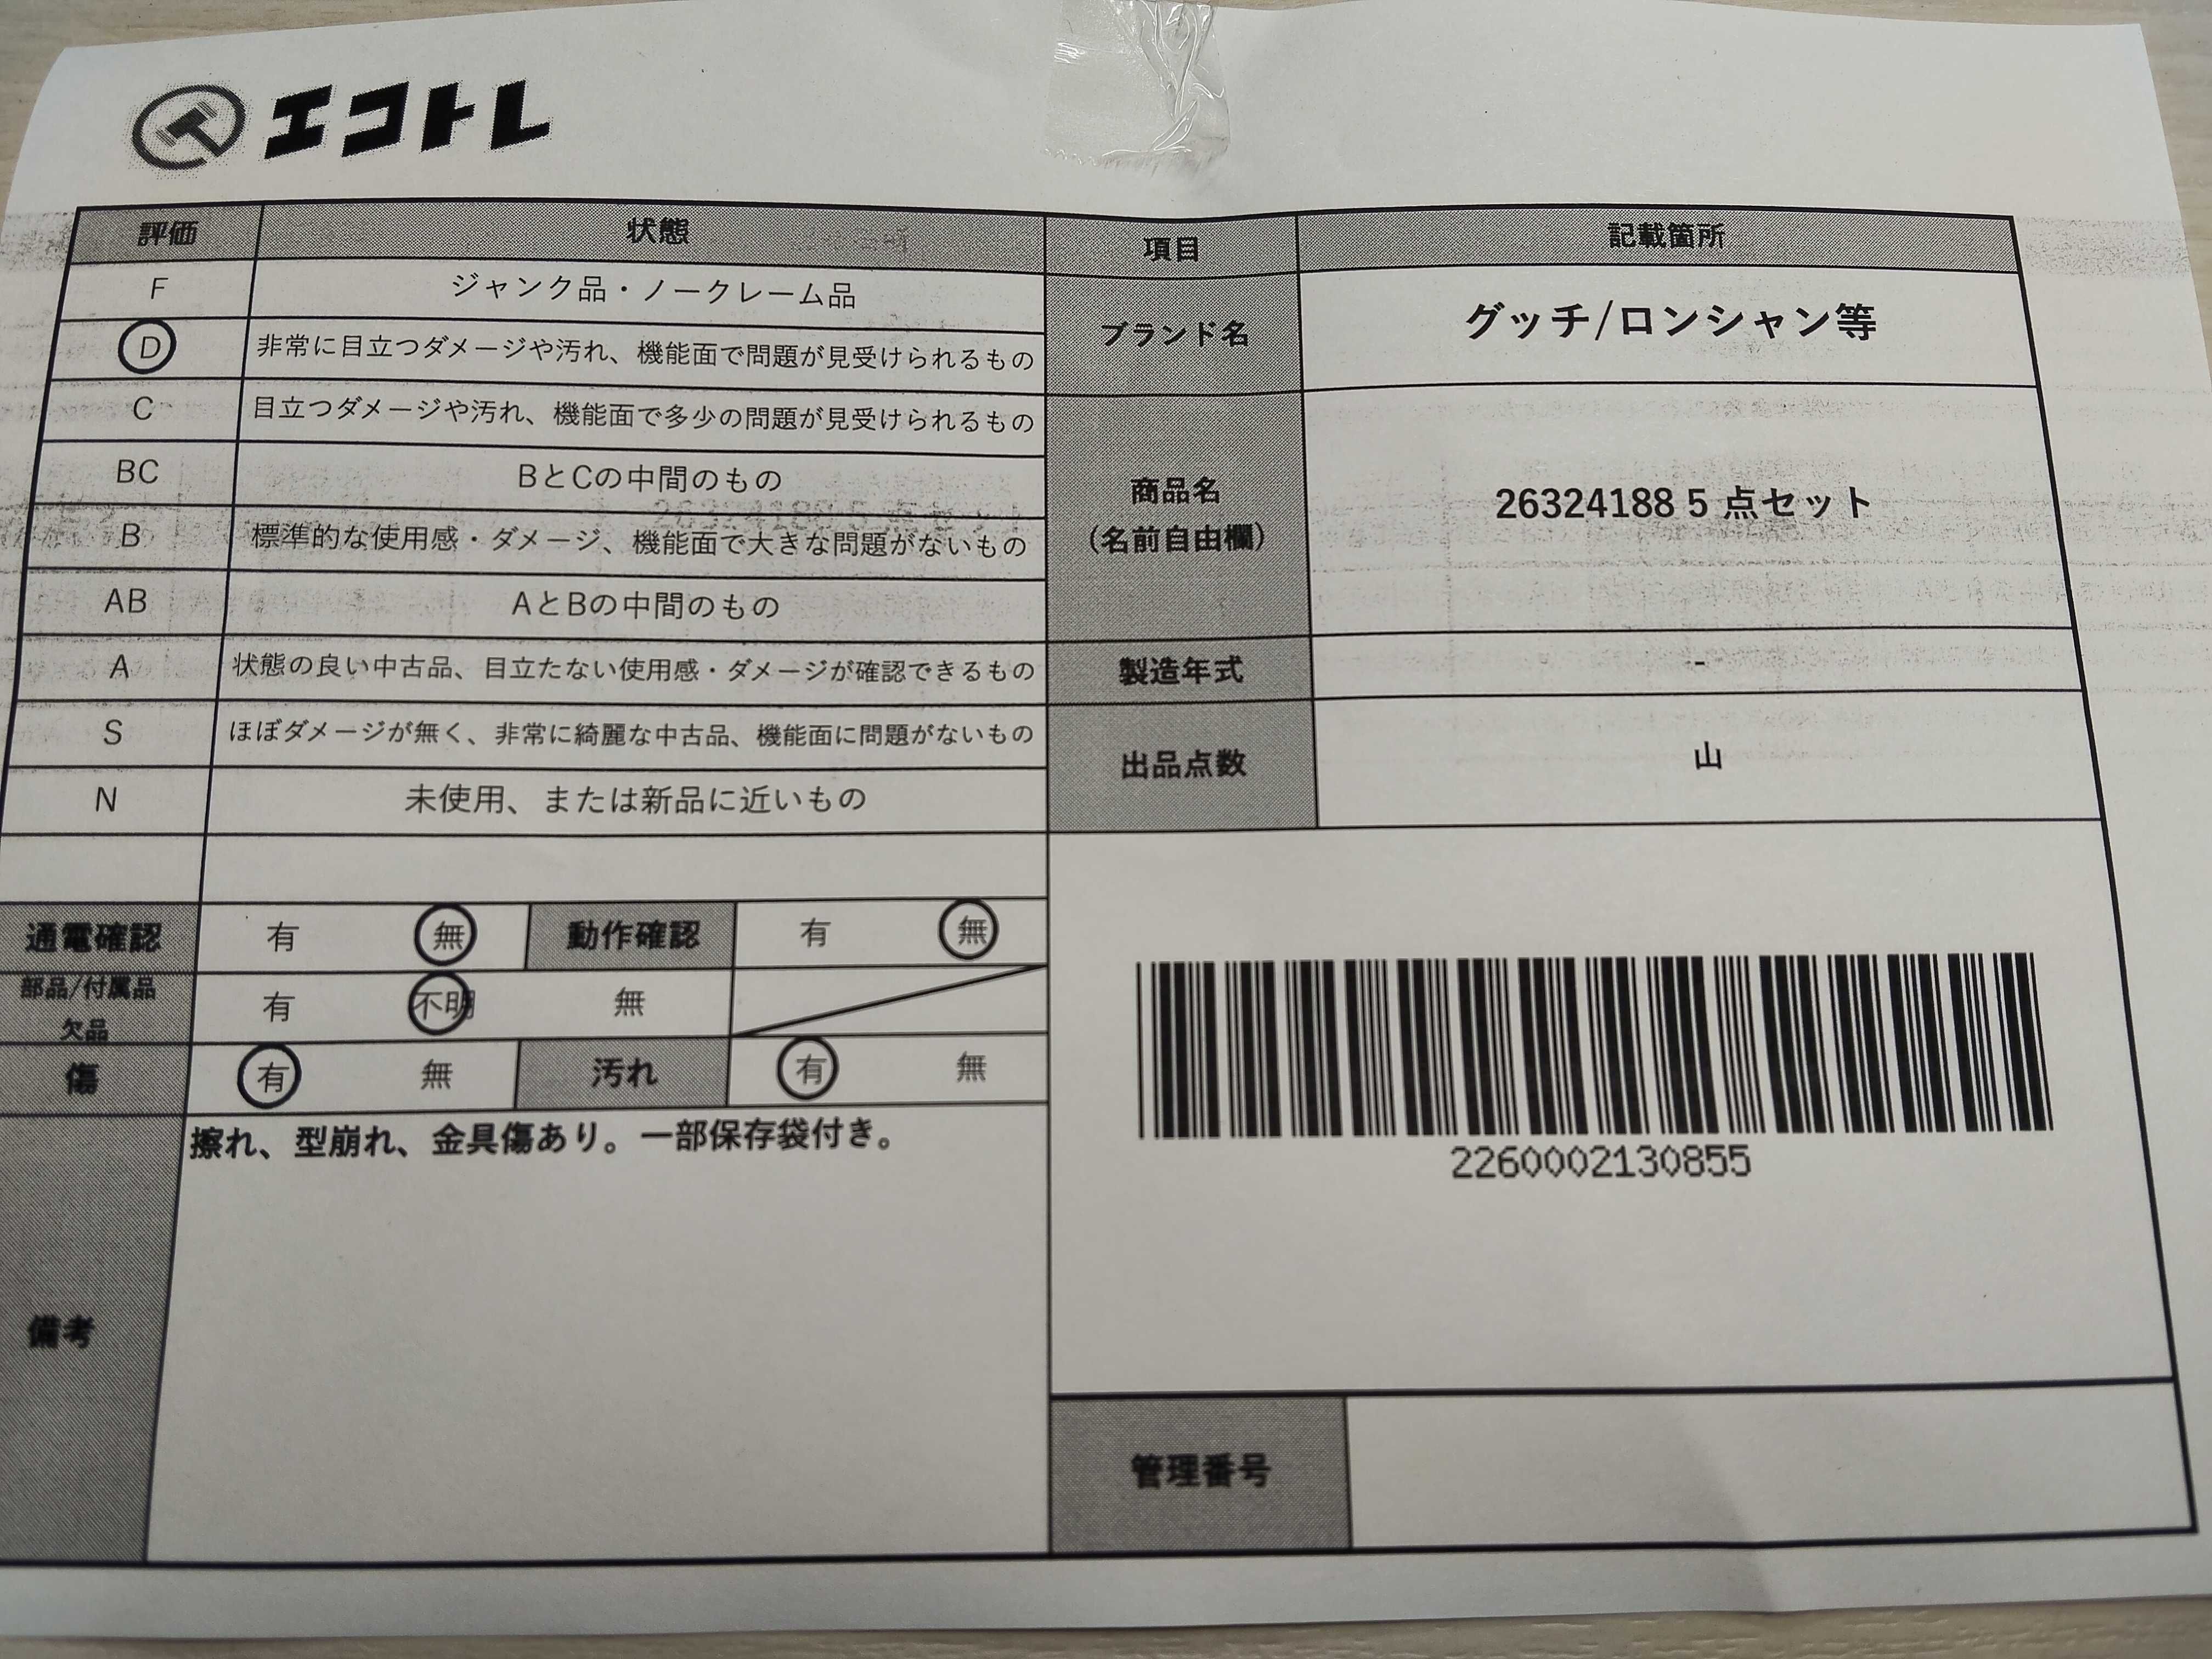 エコトレ
評価 状態
F ジャンク品・ノークレーム品
D 非常に目立つダメージや汚れ、機能面で問題が見受けられるもの
C 目立つダメージや汚れ、機能面で多少の問題が見受けられるもの
BC BとCの中間のもの
B 標準的な使用感・ダメージ、機能面で大きな問題がないもの
AB AとBの中間のもの
A 状態の良い中古品、目立たない使用感・ダメージが確認できるもの
S ほぼダメージが無く、非常に綺麗な中古品、機能面に問題がないもの
N 未使用、または新品に近いもの
通電確認 有 無 動作確認 有 無
部品/付属品
欠品
有 不明 無
傷 有 無 汚れ 有 無
備考
擦れ、型崩れ、金具傷あり。一部保存袋付き。
項目 記載箇所
ブランド名 グッチ/ロンシャン等
商品名
(名前自由欄)
26324188 5 点セット
製造年式 -
出品点数 山
2260002130855
管理番号